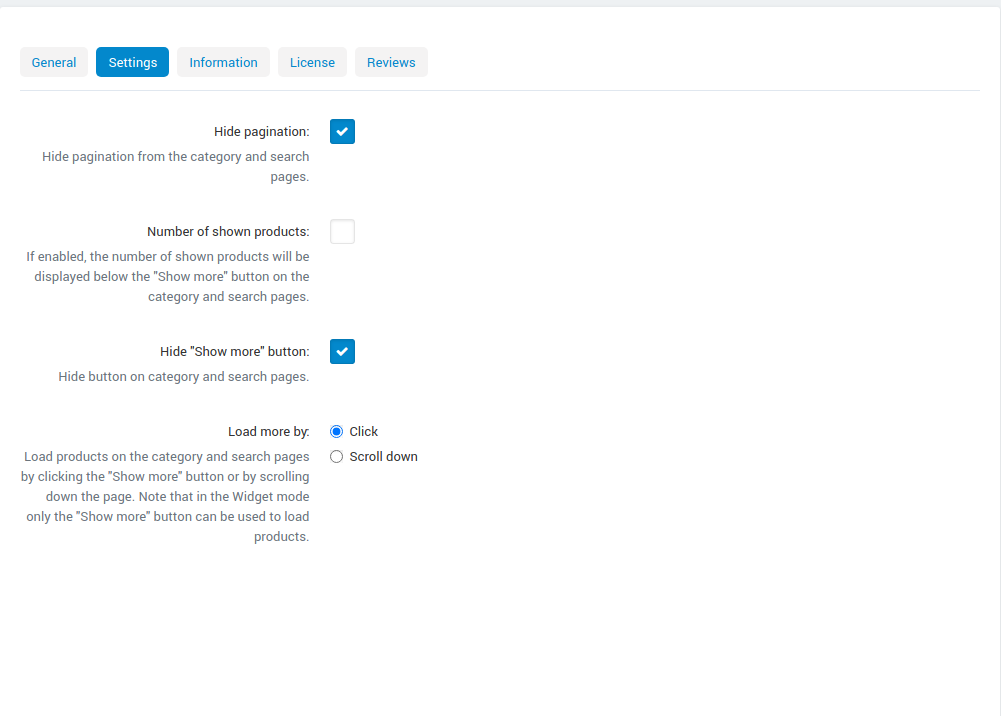 General Settings Information License Reviews
Hide pagination:
Hide pagination from the category and search
pages.
Number of shown products:
If enabled, the number of shown products will be
displayed below the "Show more" button on the
category and search pages.
Hide "Show more" button:
Hide button on category and search pages.
Load more by:
Click
Scroll down
Load products on the category and search pages
by clicking the "Show more" button or by scrolling
down the page. Note that in the Widget mode
only the "Show more" button can be used to load
products.